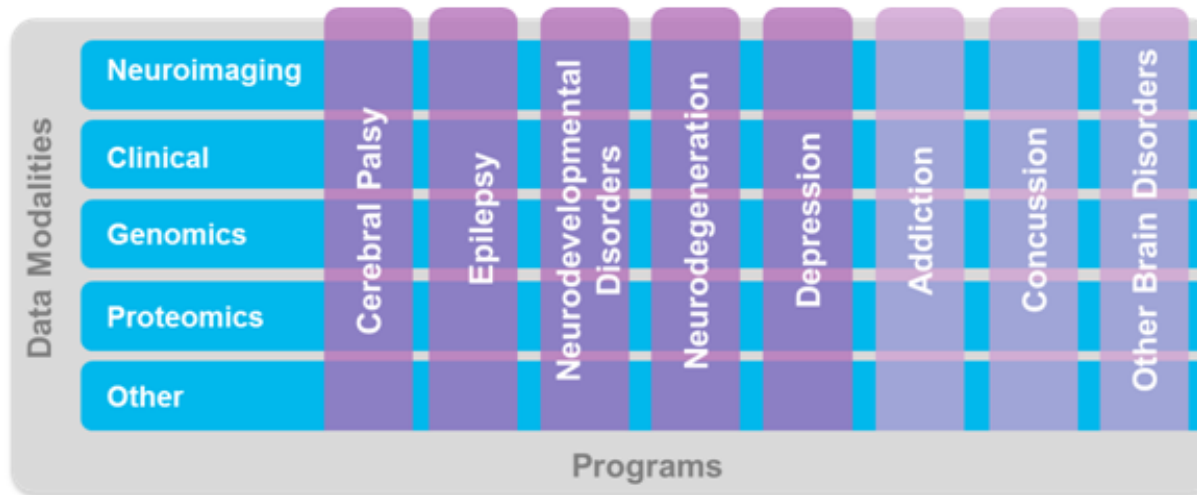 Data Modalities
Neuroimaging
Clinical
Genomics
Proteomics
Other
Cerebral Palsy
Epilepsy
Neurodevelopmental
Disorders
Neurodegeneration
Depression
Addiction
Concussion
Other Brain Disorders
Programs